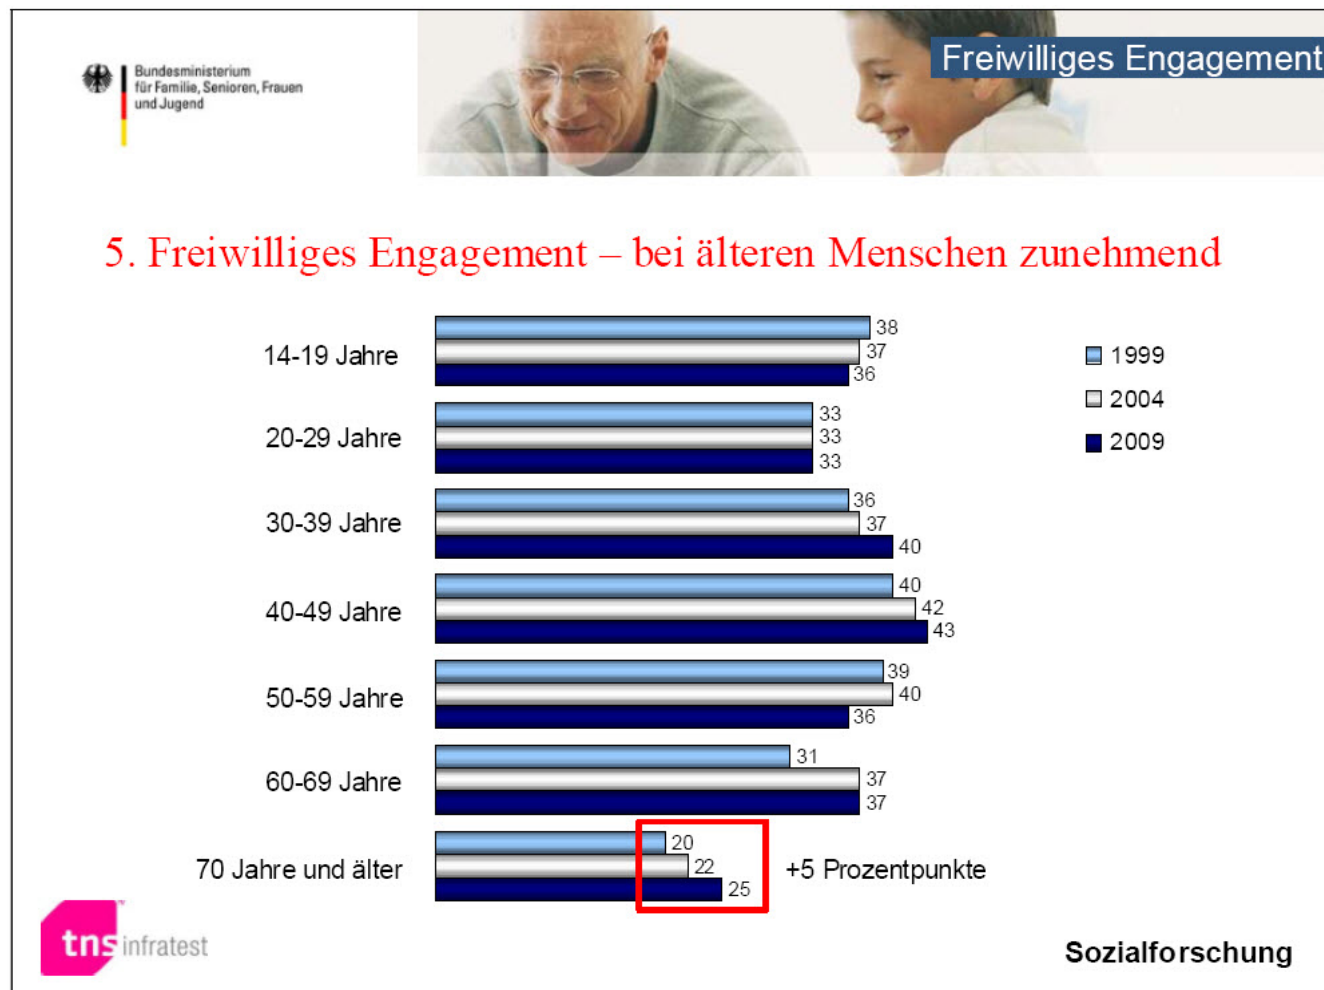 Bundesministerium
für Familie, Senioren, Frauen
und Jugend
Freiwilliges Engagement
5. Freiwilliges Engagement – bei älteren Menschen zunehmend
14-19 Jahre
38
37
36
20-29 Jahre
33
33
33
30-39 Jahre
36
37
40
40-49 Jahre
40
42
43
50-59 Jahre
39
40
36
60-69 Jahre
31
37
37
70 Jahre und älter
20
22
25
+5 Prozentpunkte
1999
2004
2009
tns infratest
Sozialforschung